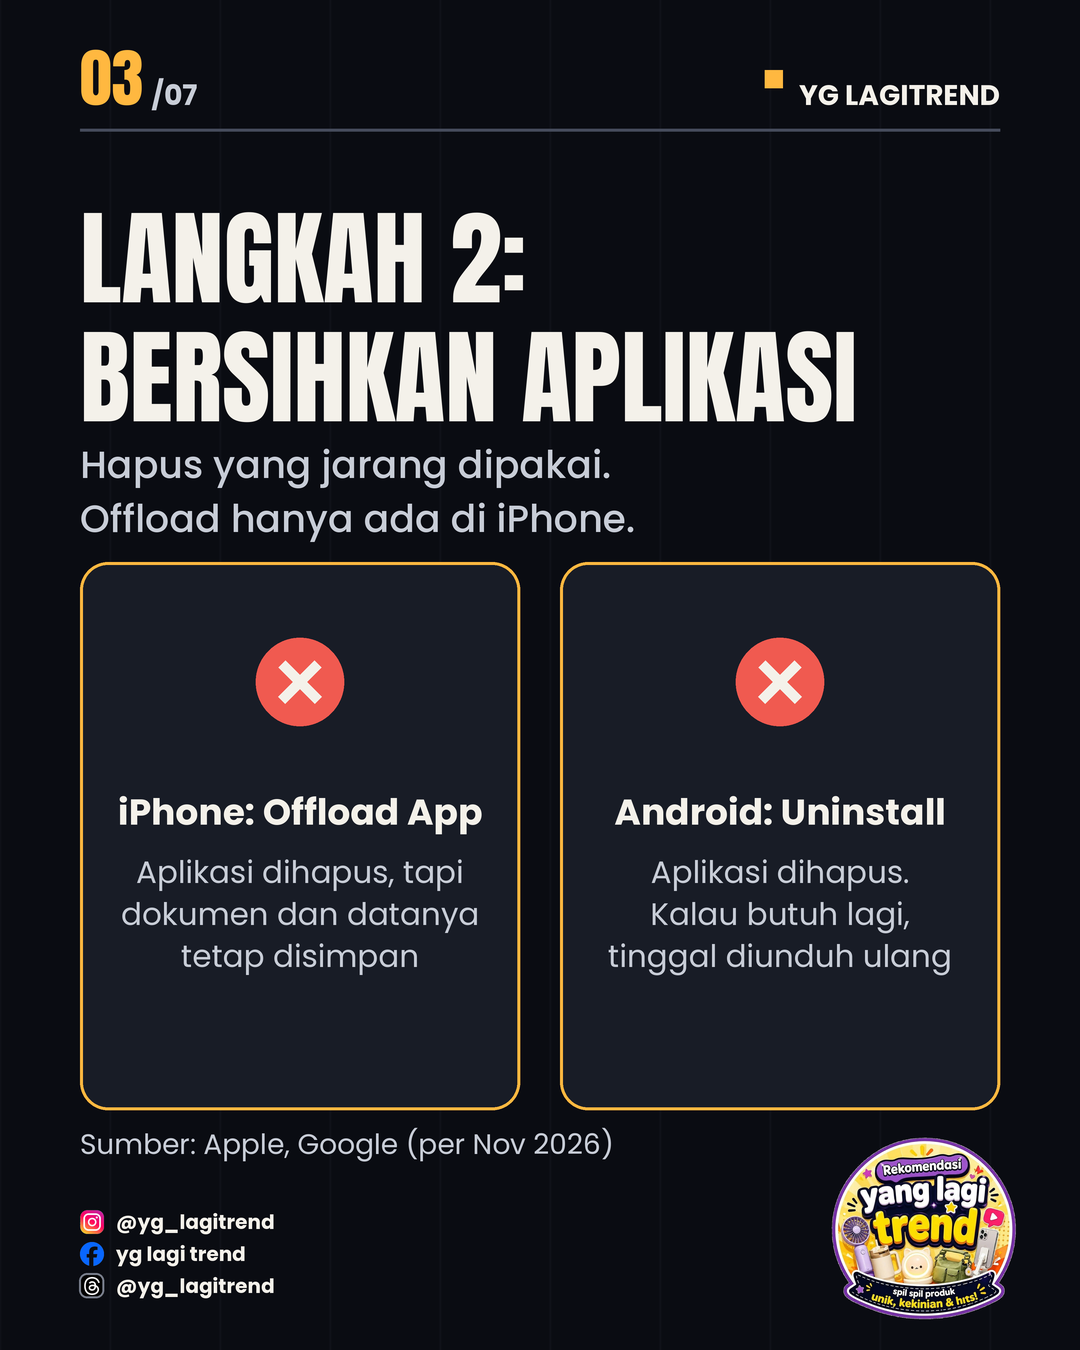 03 /07
YG LAGITREND
LANGKAH 2:
BERSIHKAN APLIKASI
Hapus yang jarang dipakai.
Offload hanya ada di iPhone.
iPhone: Offload App
Aplikasi dihapus, tapi
dokumen dan datanya
tetap disimpan
Android: Uninstall
Aplikasi dihapus.
Kalau butuh lagi,
tinggal diunduh ulang
Sumber: Apple, Google (per Nov 2026)
@yg_lagitrend
yg lagi trend
@yg_lagitrend
Rekomendasi
yang lagi
trend
spil spil produk
unik, kekinian & hits!